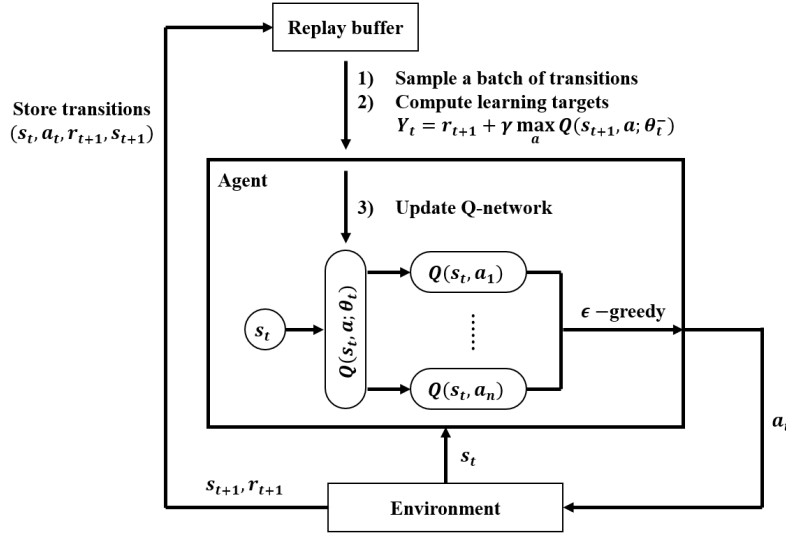 Replay buffer
1) Sample a batch of transitions
2) Compute learning targets
Yₜ = rₜ₊₁ + γ max Q(sₜ₊₁, a; θₜ⁻)
a
Store transitions
(sₜ, aₜ, rₜ₊₁, sₜ₊₁)
Agent
3) Update Q-network
Q(sₜ, a; θₜ)
Q(sₜ, a₁)
sₜ
......
ϵ −greedy
Q(sₜ, aₙ)
aₜ
sₜ
sₜ₊₁, rₜ₊₁
Environment